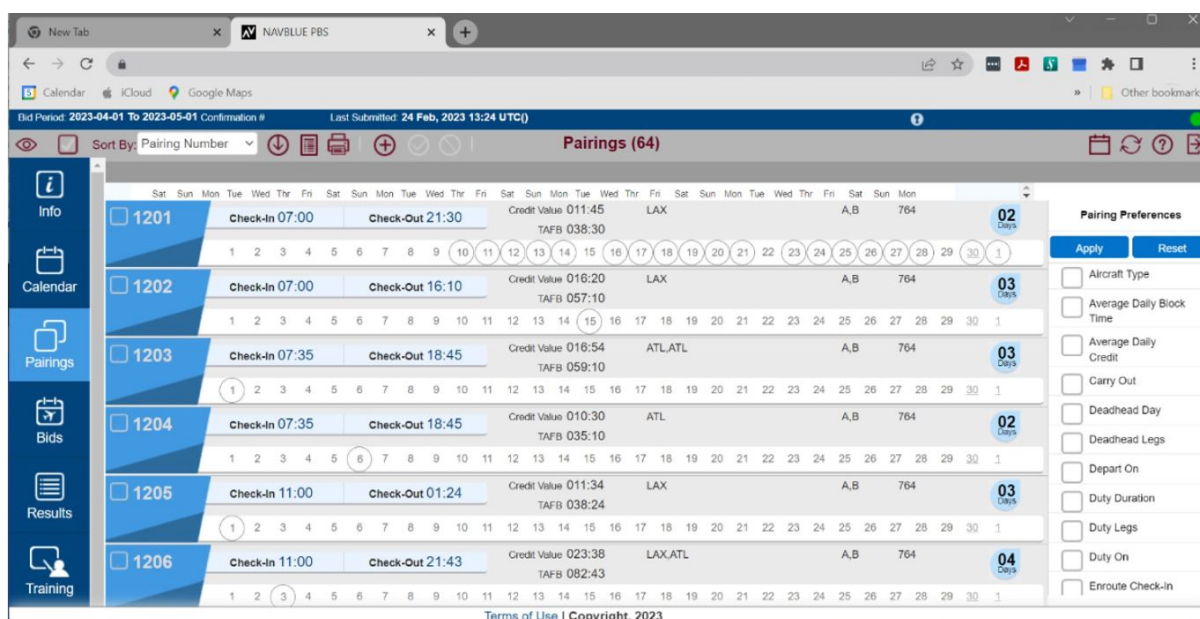 New Tab
NAVBLUE PBS
Calendar iCloud Google Maps » Other bookmark
Bid Period: 2023-04-01 To 2023-05-01 Confirmation # Last Submitted: 24 Feb, 2023 13:24 UTC()
Sort By: Pairing Number Pairings (64)
Info
Calendar
Pairings
Bids
Results
Training
Sat Sun Mon Tue Wed Thr Fri Sat Sun Mon Tue Wed Thr Fri Sat Sun Mon Tue Wed Thr Fri Sat Sun Mon Tue Wed Thr Fri Sat Sun Mon
1201 Check-In 07:00 Check-Out 21:30 Credit Value 011:45 LAX A,B 764 02 Days
TAFB 038:30
1 2 3 4 5 6 7 8 9 10 11 12 13 14 15 16 17 18 19 20 21 22 23 24 25 26 27 28 29 30 1
1202 Check-In 07:00 Check-Out 16:10 Credit Value 016:20 LAX A,B 764 03 Days
TAFB 057:10
1 2 3 4 5 6 7 8 9 10 11 12 13 14 15 16 17 18 19 20 21 22 23 24 25 26 27 28 29 30 1
1203 Check-In 07:35 Check-Out 18:45 Credit Value 016:54 ATL,ATL A,B 764 03 Days
TAFB 059:10
1 2 3 4 5 6 7 8 9 10 11 12 13 14 15 16 17 18 19 20 21 22 23 24 25 26 27 28 29 30 1
1204 Check-In 07:35 Check-Out 18:45 Credit Value 010:30 ATL A,B 764 02 Days
TAFB 035:10
1 2 3 4 5 6 7 8 9 10 11 12 13 14 15 16 17 18 19 20 21 22 23 24 25 26 27 28 29 30 1
1205 Check-In 11:00 Check-Out 01:24 Credit Value 011:34 LAX A,B 764 03 Days
TAFB 038:24
1 2 3 4 5 6 7 8 9 10 11 12 13 14 15 16 17 18 19 20 21 22 23 24 25 26 27 28 29 30 1
1206 Check-In 11:00 Check-Out 21:43 Credit Value 023:38 LAX,ATL A,B 764 04 Days
TAFB 082:43
1 2 3 4 5 6 7 8 9 10 11 12 13 14 15 16 17 18 19 20 21 22 23 24 25 26 27 28 29 30 1
Pairing Preferences
Apply Reset
Aircraft Type
Average Daily Block
Time
Average Daily
Credit
Carry Out
Deadhead Day
Deadhead Legs
Depart On
Duty Duration
Duty Legs
Duty On
Enroute Check-In
Terms of Use | Copyright, 2023